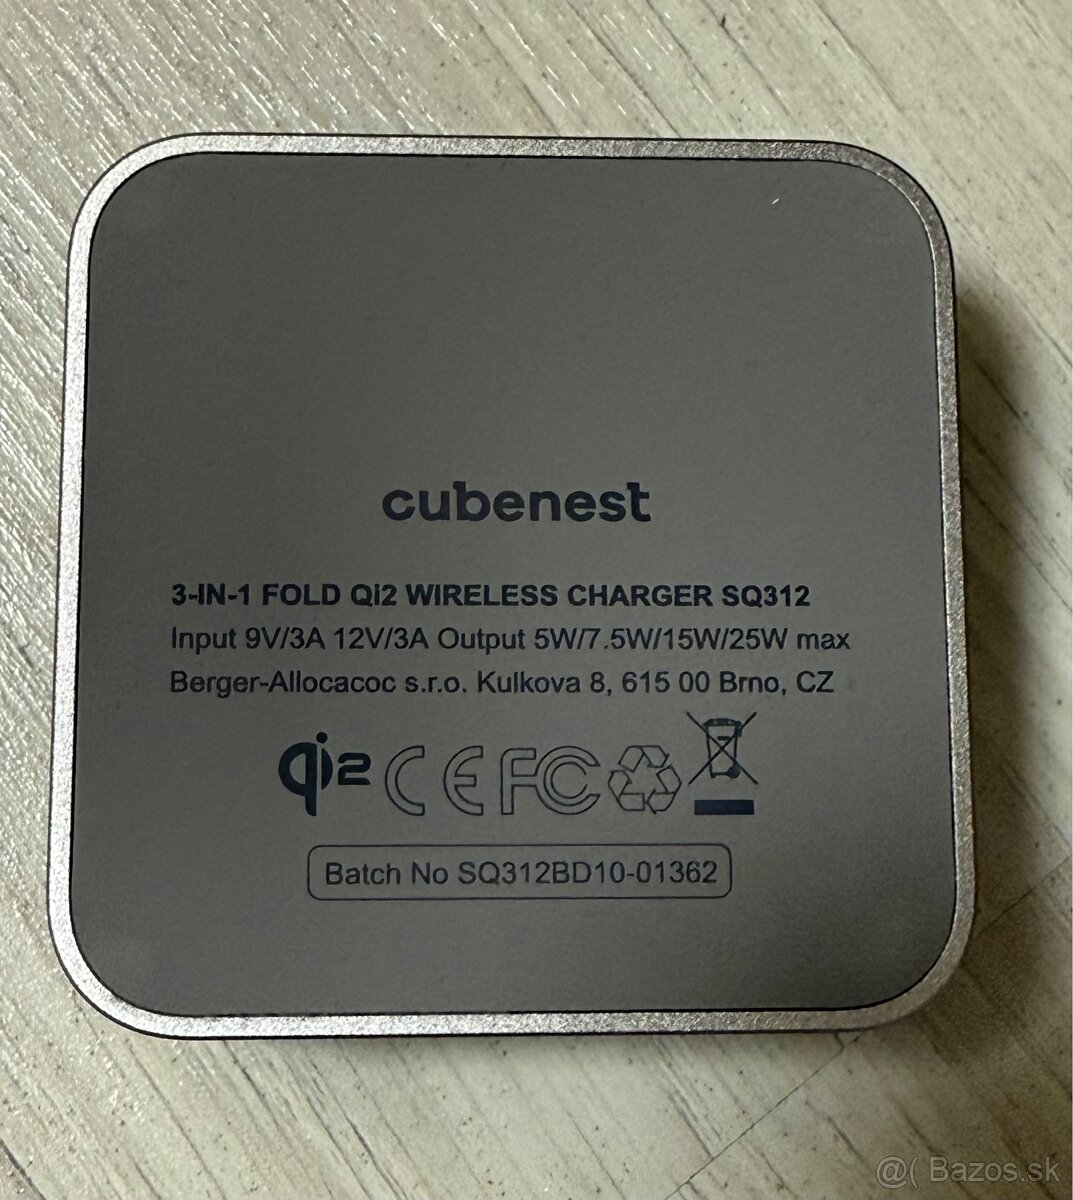 cubenest
3-IN-1 FOLD QI2 WIRELESS CHARGER SQ312
Input 9V/3A 12V/3A Output 5W/7.5W/15W/25W max
Berger-Allocacoc s.r.o. Kulkova 8, 615 00 Brno, CZ
qi2 CE FC
Batch No SQ312BD10-01362
@( Bazos.sk